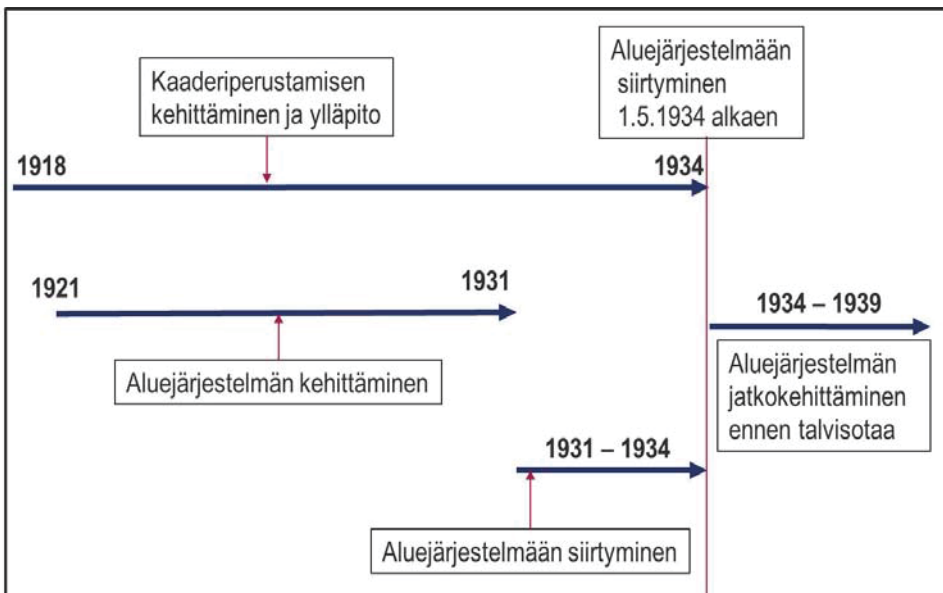 Kaaderiperustamisen
kehittäminen ja ylläpito
Aluejärjestelmään
siirtyminen
1.5.1934 alkaen
1918
1934
1921
1931
Aluejärjestelmän kehittäminen
1934 – 1939
Aluejärjestelmän
jatkokehittäminen
ennen talvisotaa
1931 – 1934
Aluejärjestelmään siirtyminen